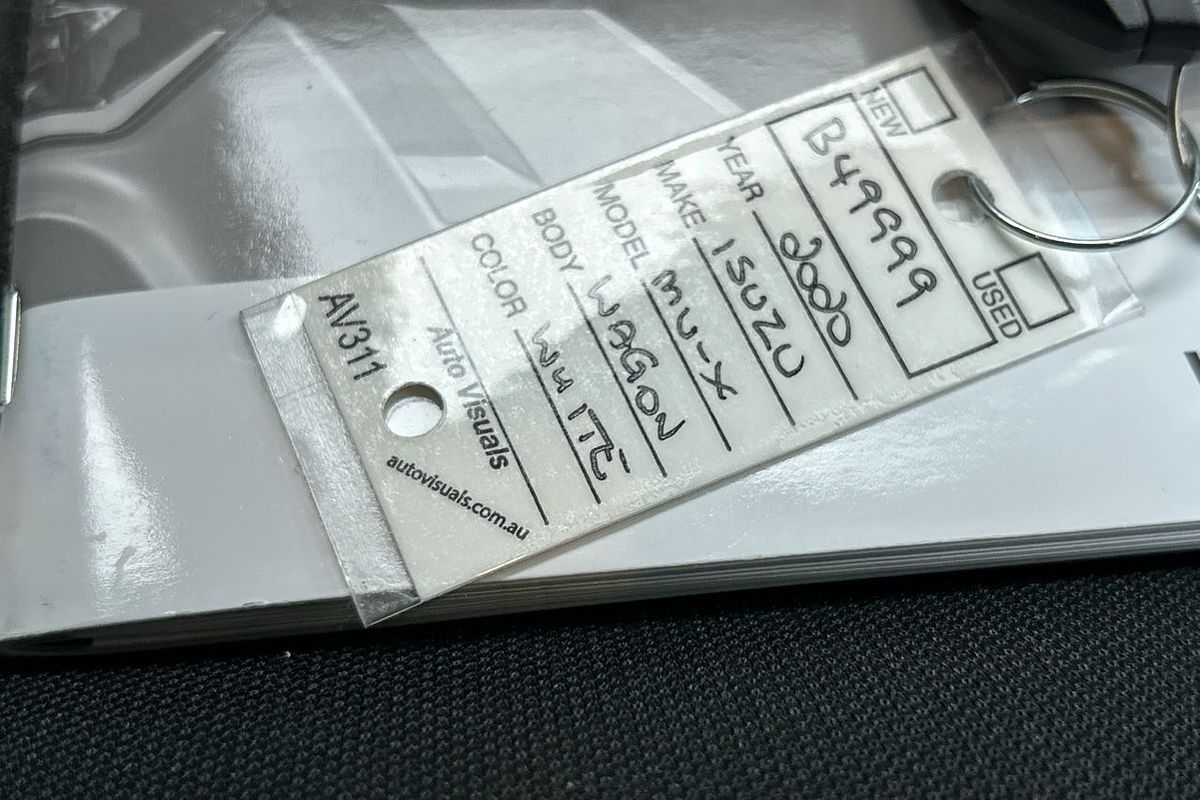 NEW
USED
B49999
YEAR 2020
MAKE ISUZU
MODEL MU-X
BODY WAGON
COLOR WHITE
Auto Visuals
AV311
autovisuals.com.au